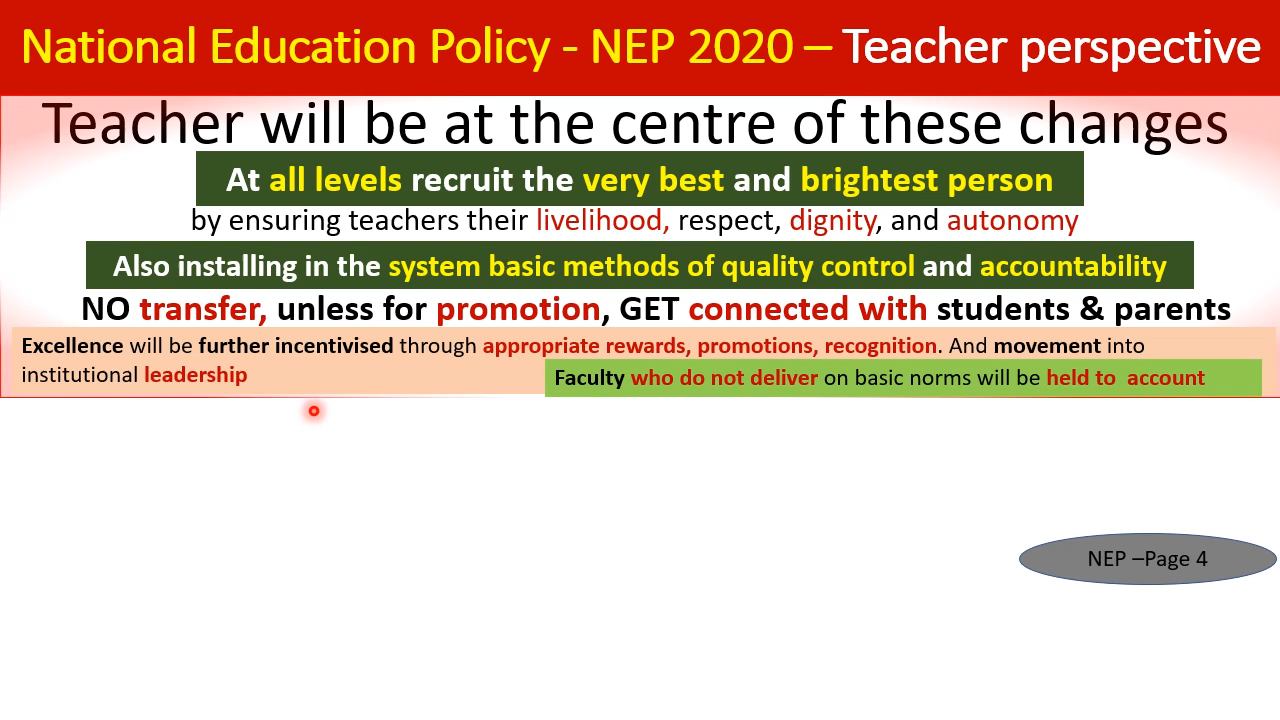 National Education Policy - NEP 2020 – Teacher perspective
Teacher will be at the centre of these changes
At all levels recruit the very best and brightest person
by ensuring teachers their livelihood, respect, dignity, and autonomy
Also installing in the system basic methods of quality control and accountability
NO transfer, unless for promotion, GET connected with students & parents
Excellence will be further incentivised through appropriate rewards, promotions, recognition. And movement into
institutional leadership
Faculty who do not deliver on basic norms will be held to account
NEP –Page 4